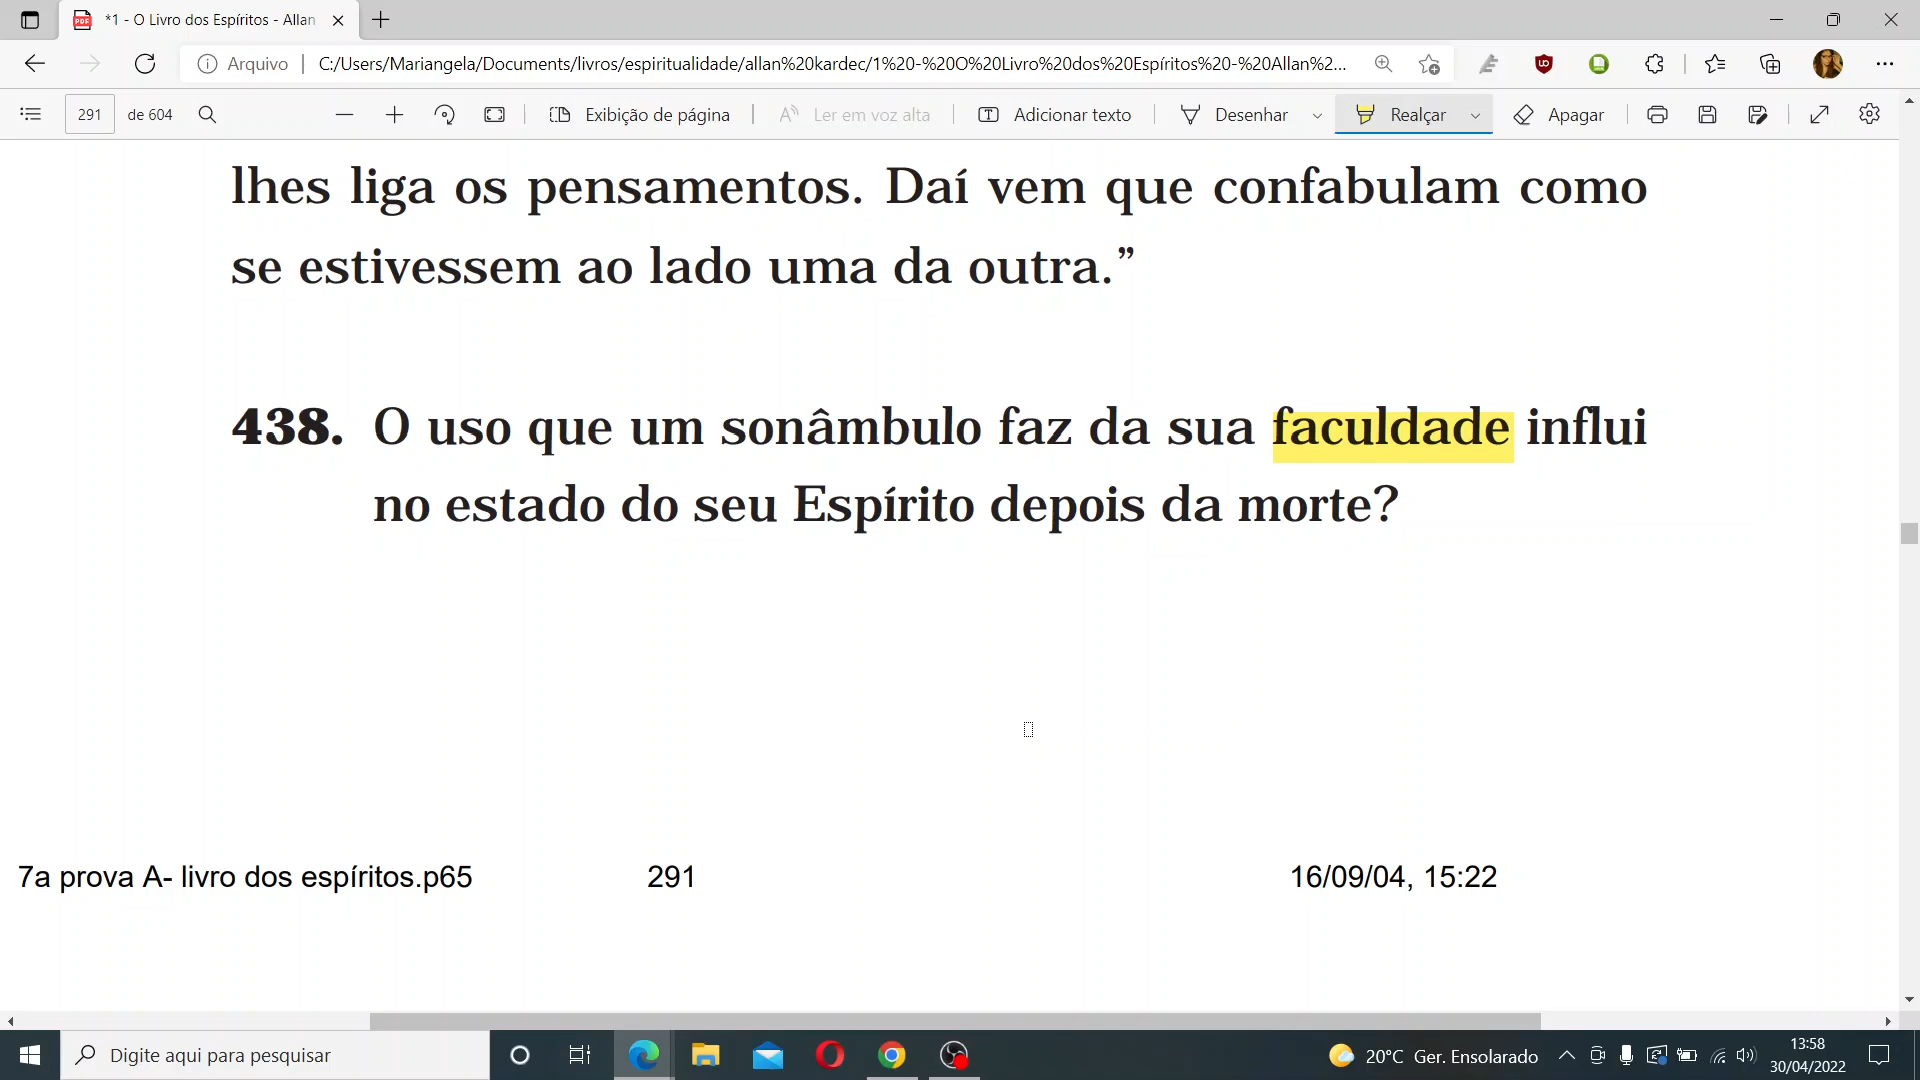 *1 - O Livro dos Espíritos - Allan
Arquivo
C:/Users/Mariangela/Documents/livros/espiritualidade/allan%20kardec/1%20-%20O%20Livro%20dos%20Espíritos%20-%20Allan%2...
291 de 604
Exibição de página
Ler em voz alta
Adicionar texto
Desenhar
Realçar
Apagar
lhes liga os pensamentos. Daí vem que confabulam como
se estivessem ao lado uma da outra.”
438. O uso que um sonâmbulo faz da sua faculdade influi
no estado do seu Espírito depois da morte?
7a prova A- livro dos espíritos.p65 291 16/09/04, 15:22
Digite aqui para pesquisar
20°C Ger. Ensolarado
13:58
30/04/2022